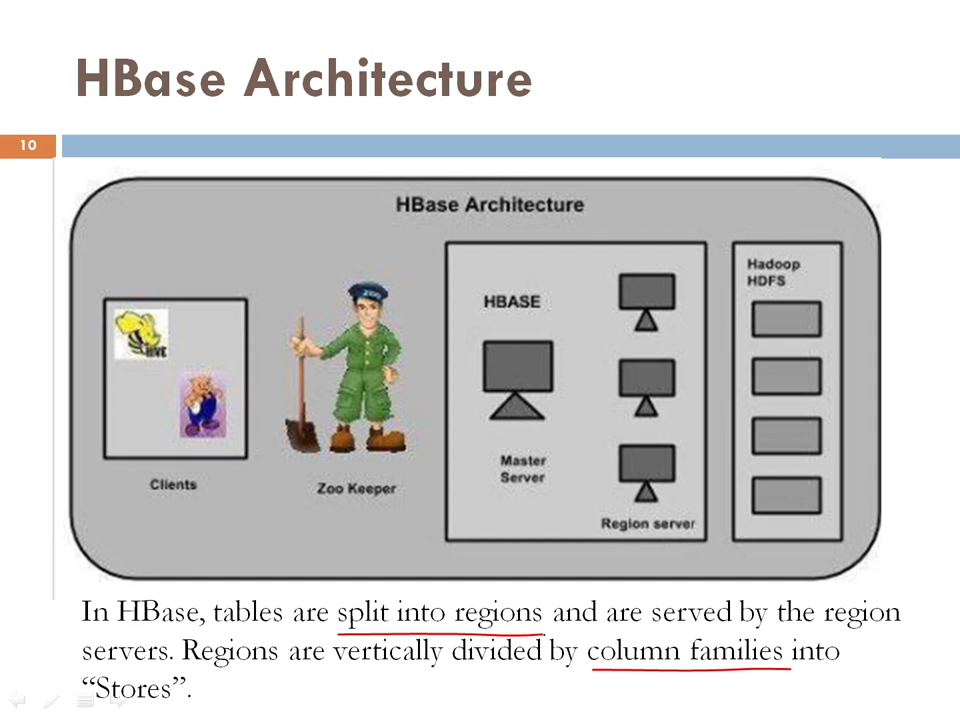 HBase Architecture
10
HBase Architecture
Hadoop
HDFS
HBASE
ZOO
HIVE
Master
Server
Clients
Zoo Keeper
Region server
In HBase, tables are split into regions and are served by the region
servers. Regions are vertically divided by column families into
“Stores”.